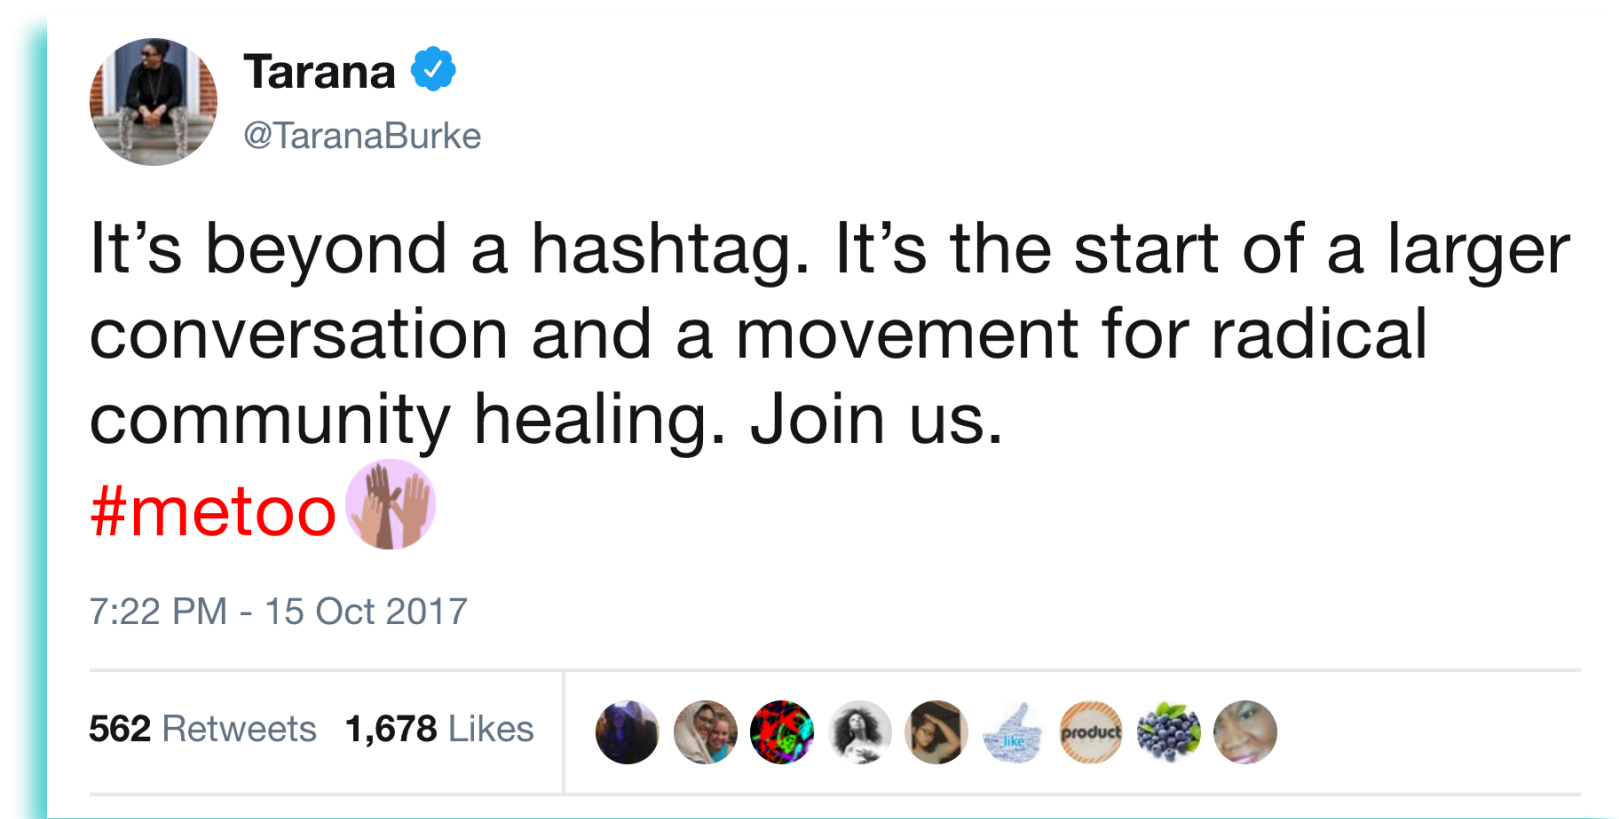 Tarana
@TaranaBurke
It’s beyond a hashtag. It’s the start of a larger
conversation and a movement for radical
community healing. Join us.
#metoo
7:22 PM - 15 Oct 2017
562 Retweets 1,678 Likes
like
product